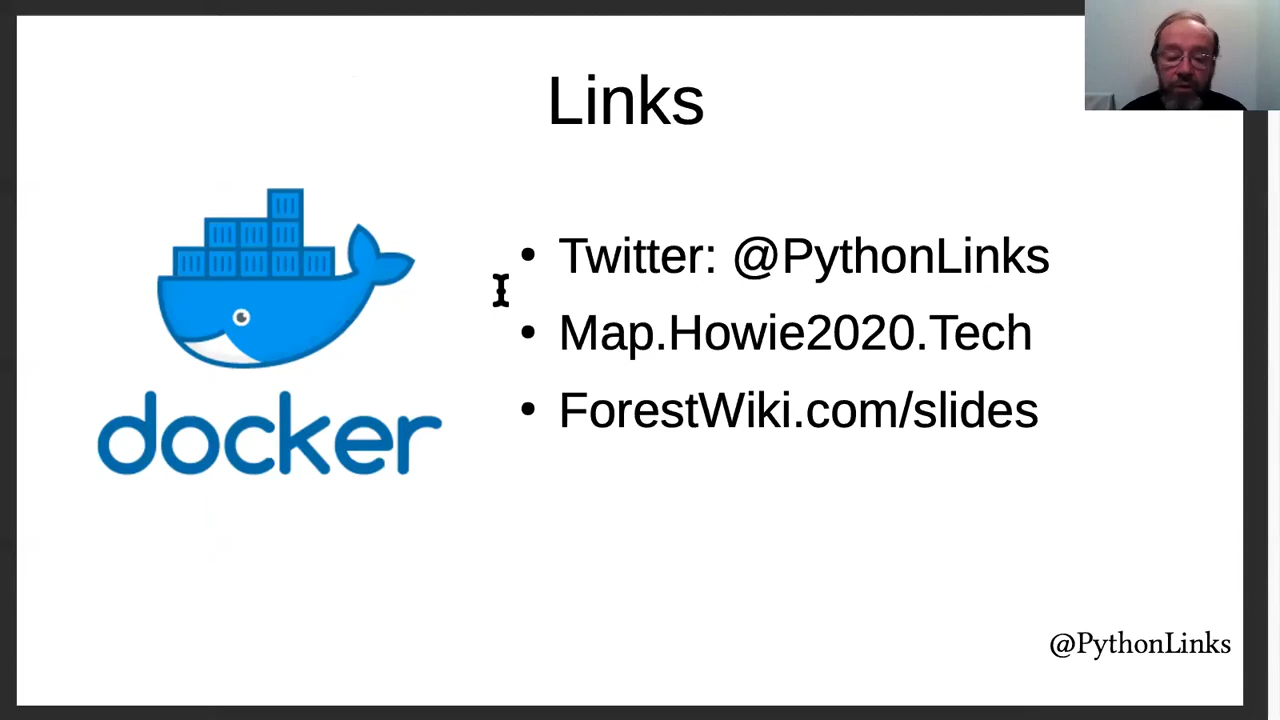 Links
docker
• Twitter: @PythonLinks
• Map.Howie2020.Tech
• ForestWiki.com/slides
@PythonLinks